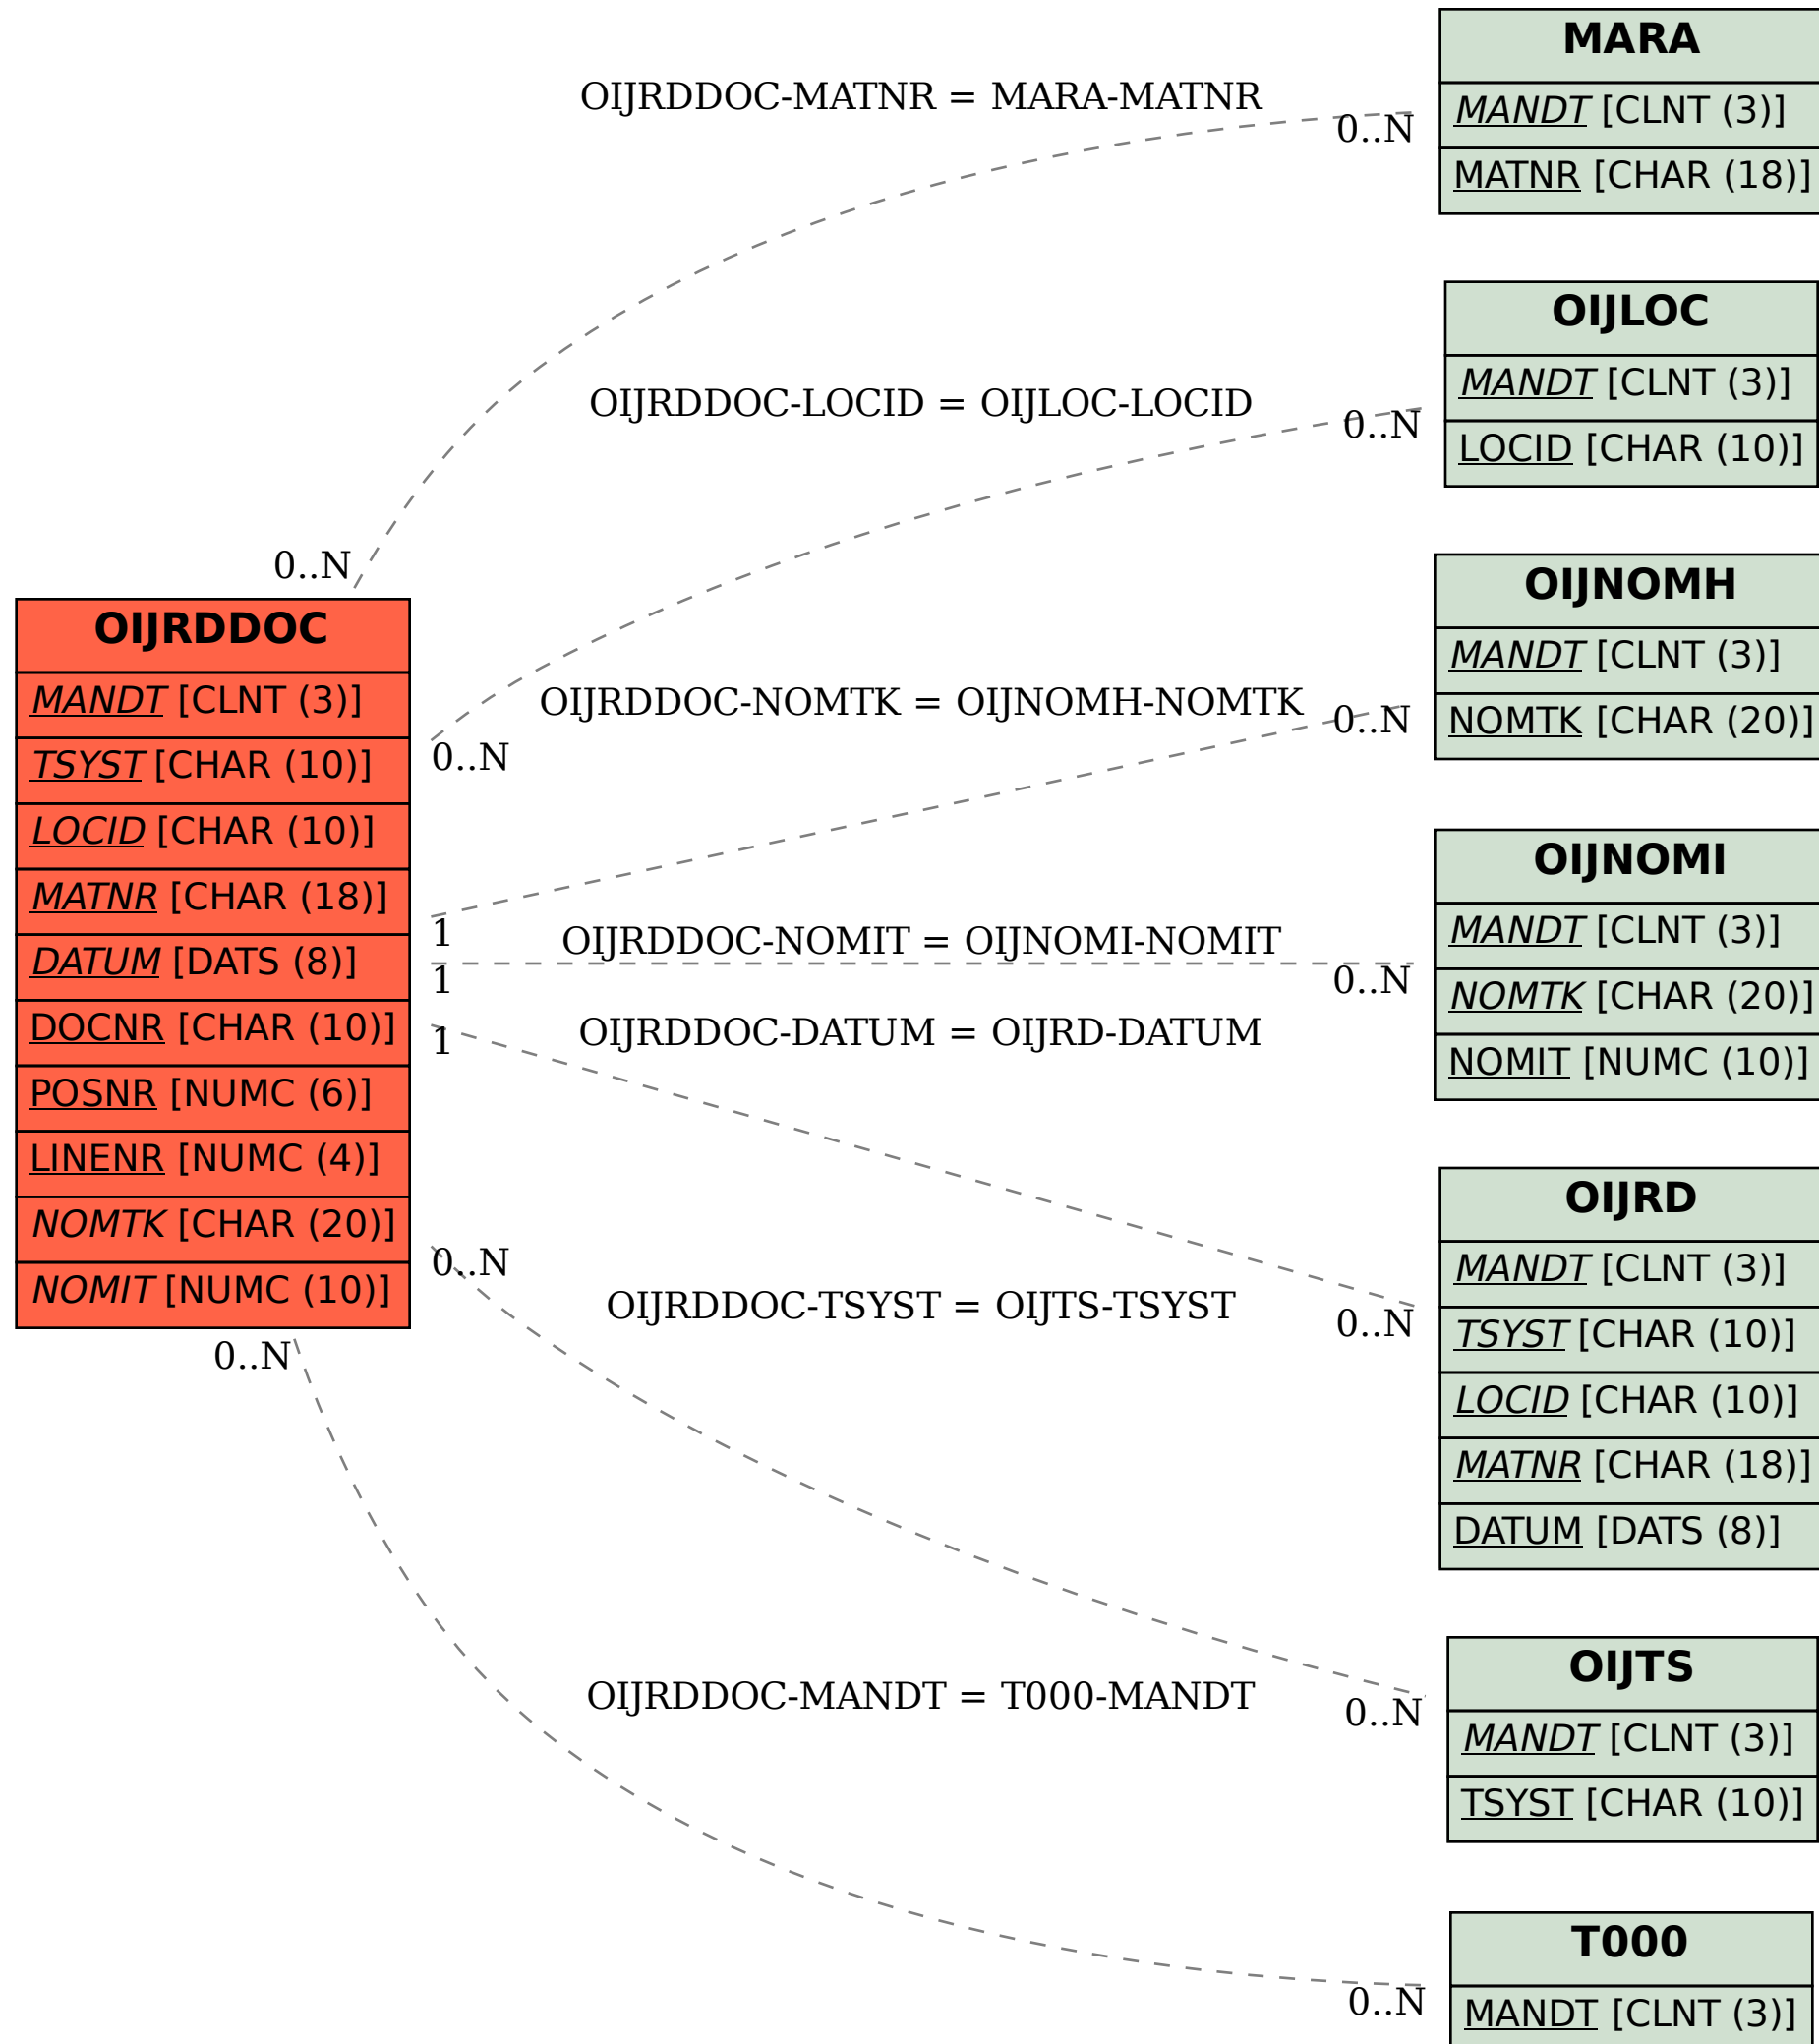 MARA
MANDT [CLNT (3)]
MATNR [CHAR (18)]
OIJRDDOC-MATNR = MARA-MATNR
0..N
0..N
OIJLOC
MANDT [CLNT (3)]
LOCID [CHAR (10)]
OIJRDDOC-LOCID = OIJLOC-LOCID
0..N
0..N
OIJNOMH
MANDT [CLNT (3)]
NOMTK [CHAR (20)]
OIJRDDOC-NOMTK = OIJNOMH-NOMTK
0..N
1
OIJRDDOC
MANDT [CLNT (3)]
TSYST [CHAR (10)]
LOCID [CHAR (10)]
MATNR [CHAR (18)]
DATUM [DATS (8)]
DOCNR [CHAR (10)]
POSNR [NUMC (6)]
LINENR [NUMC (4)]
NOMTK [CHAR (20)]
NOMIT [NUMC (10)]
OIJNOMI
MANDT [CLNT (3)]
NOMTK [CHAR (20)]
NOMIT [NUMC (10)]
OIJRDDOC-NOMIT = OIJNOMI-NOMIT
1
0..N
OIJRDDOC-DATUM = OIJRD-DATUM
1
0..N
OIJRD
MANDT [CLNT (3)]
TSYST [CHAR (10)]
LOCID [CHAR (10)]
MATNR [CHAR (18)]
DATUM [DATS (8)]
OIJRDDOC-TSYST = OIJTS-TSYST
0..N
0..N
OIJTS
MANDT [CLNT (3)]
TSYST [CHAR (10)]
OIJRDDOC-MANDT = T000-MANDT
0..N
0..N
T000
MANDT [CLNT (3)]